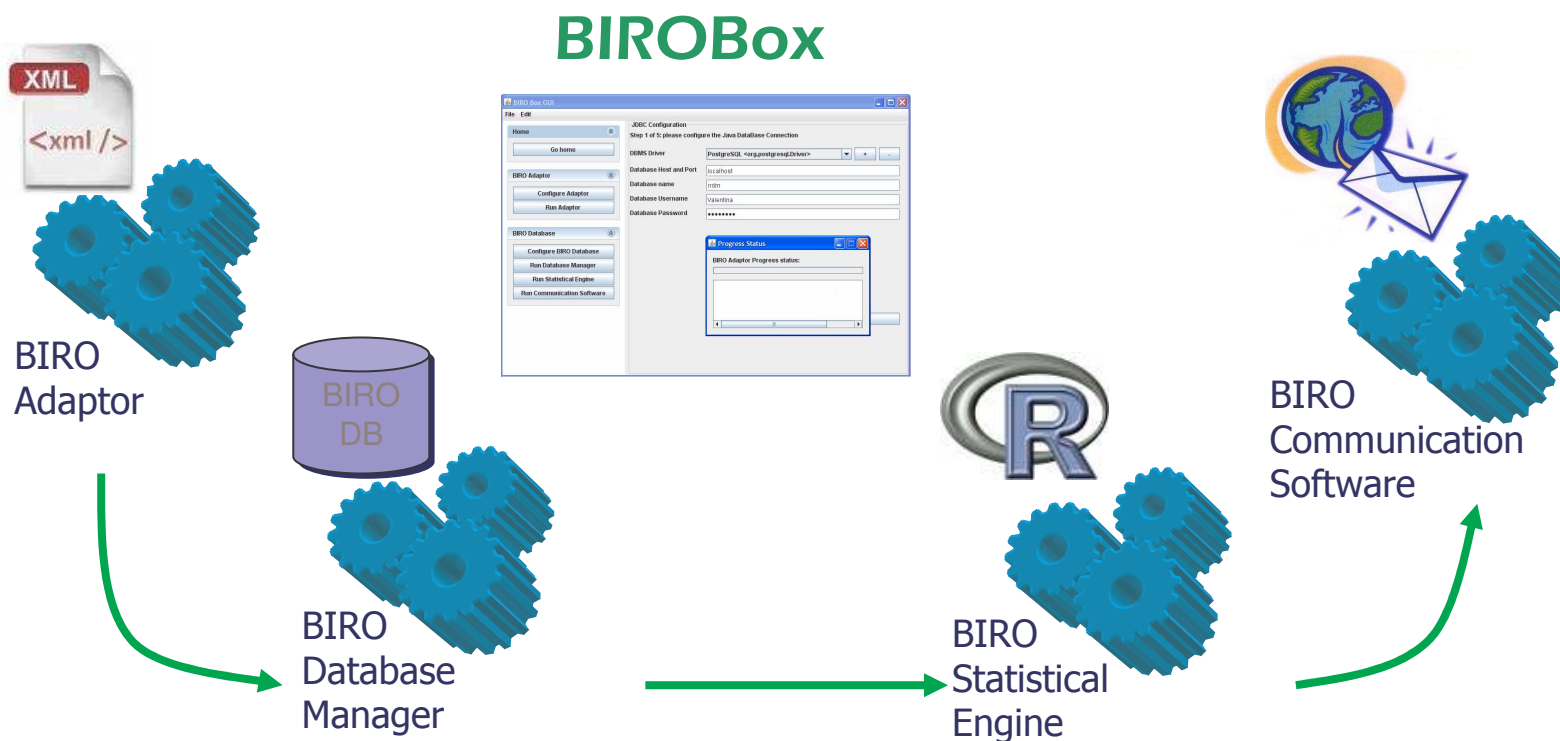 BIROBox
XML
<xml />
BIRO
Adaptor
BIRO
DB
BIRO
Database
Manager
BIRO Box GUI
File Edit
Home
Go home
BIRO Adaptor
Configure Adaptor
Run Adaptor
BIRO Database
Configure BIRO Database
Run Database Manager
Run Statistical Engine
Run Communication Software
JDBC Configuration
Step 1 of 5: please configure the Java DataBase Connection
DBMS Driver PostgreSQL <org.postgresql.Driver> + -
Database Host and Port localhost
Database name
Database Username Valentina
Database Password ••••••••
Progress Status
BIRO Adaptor Progress status:
R
BIRO
Statistical
Engine
BIRO
Communication
Software